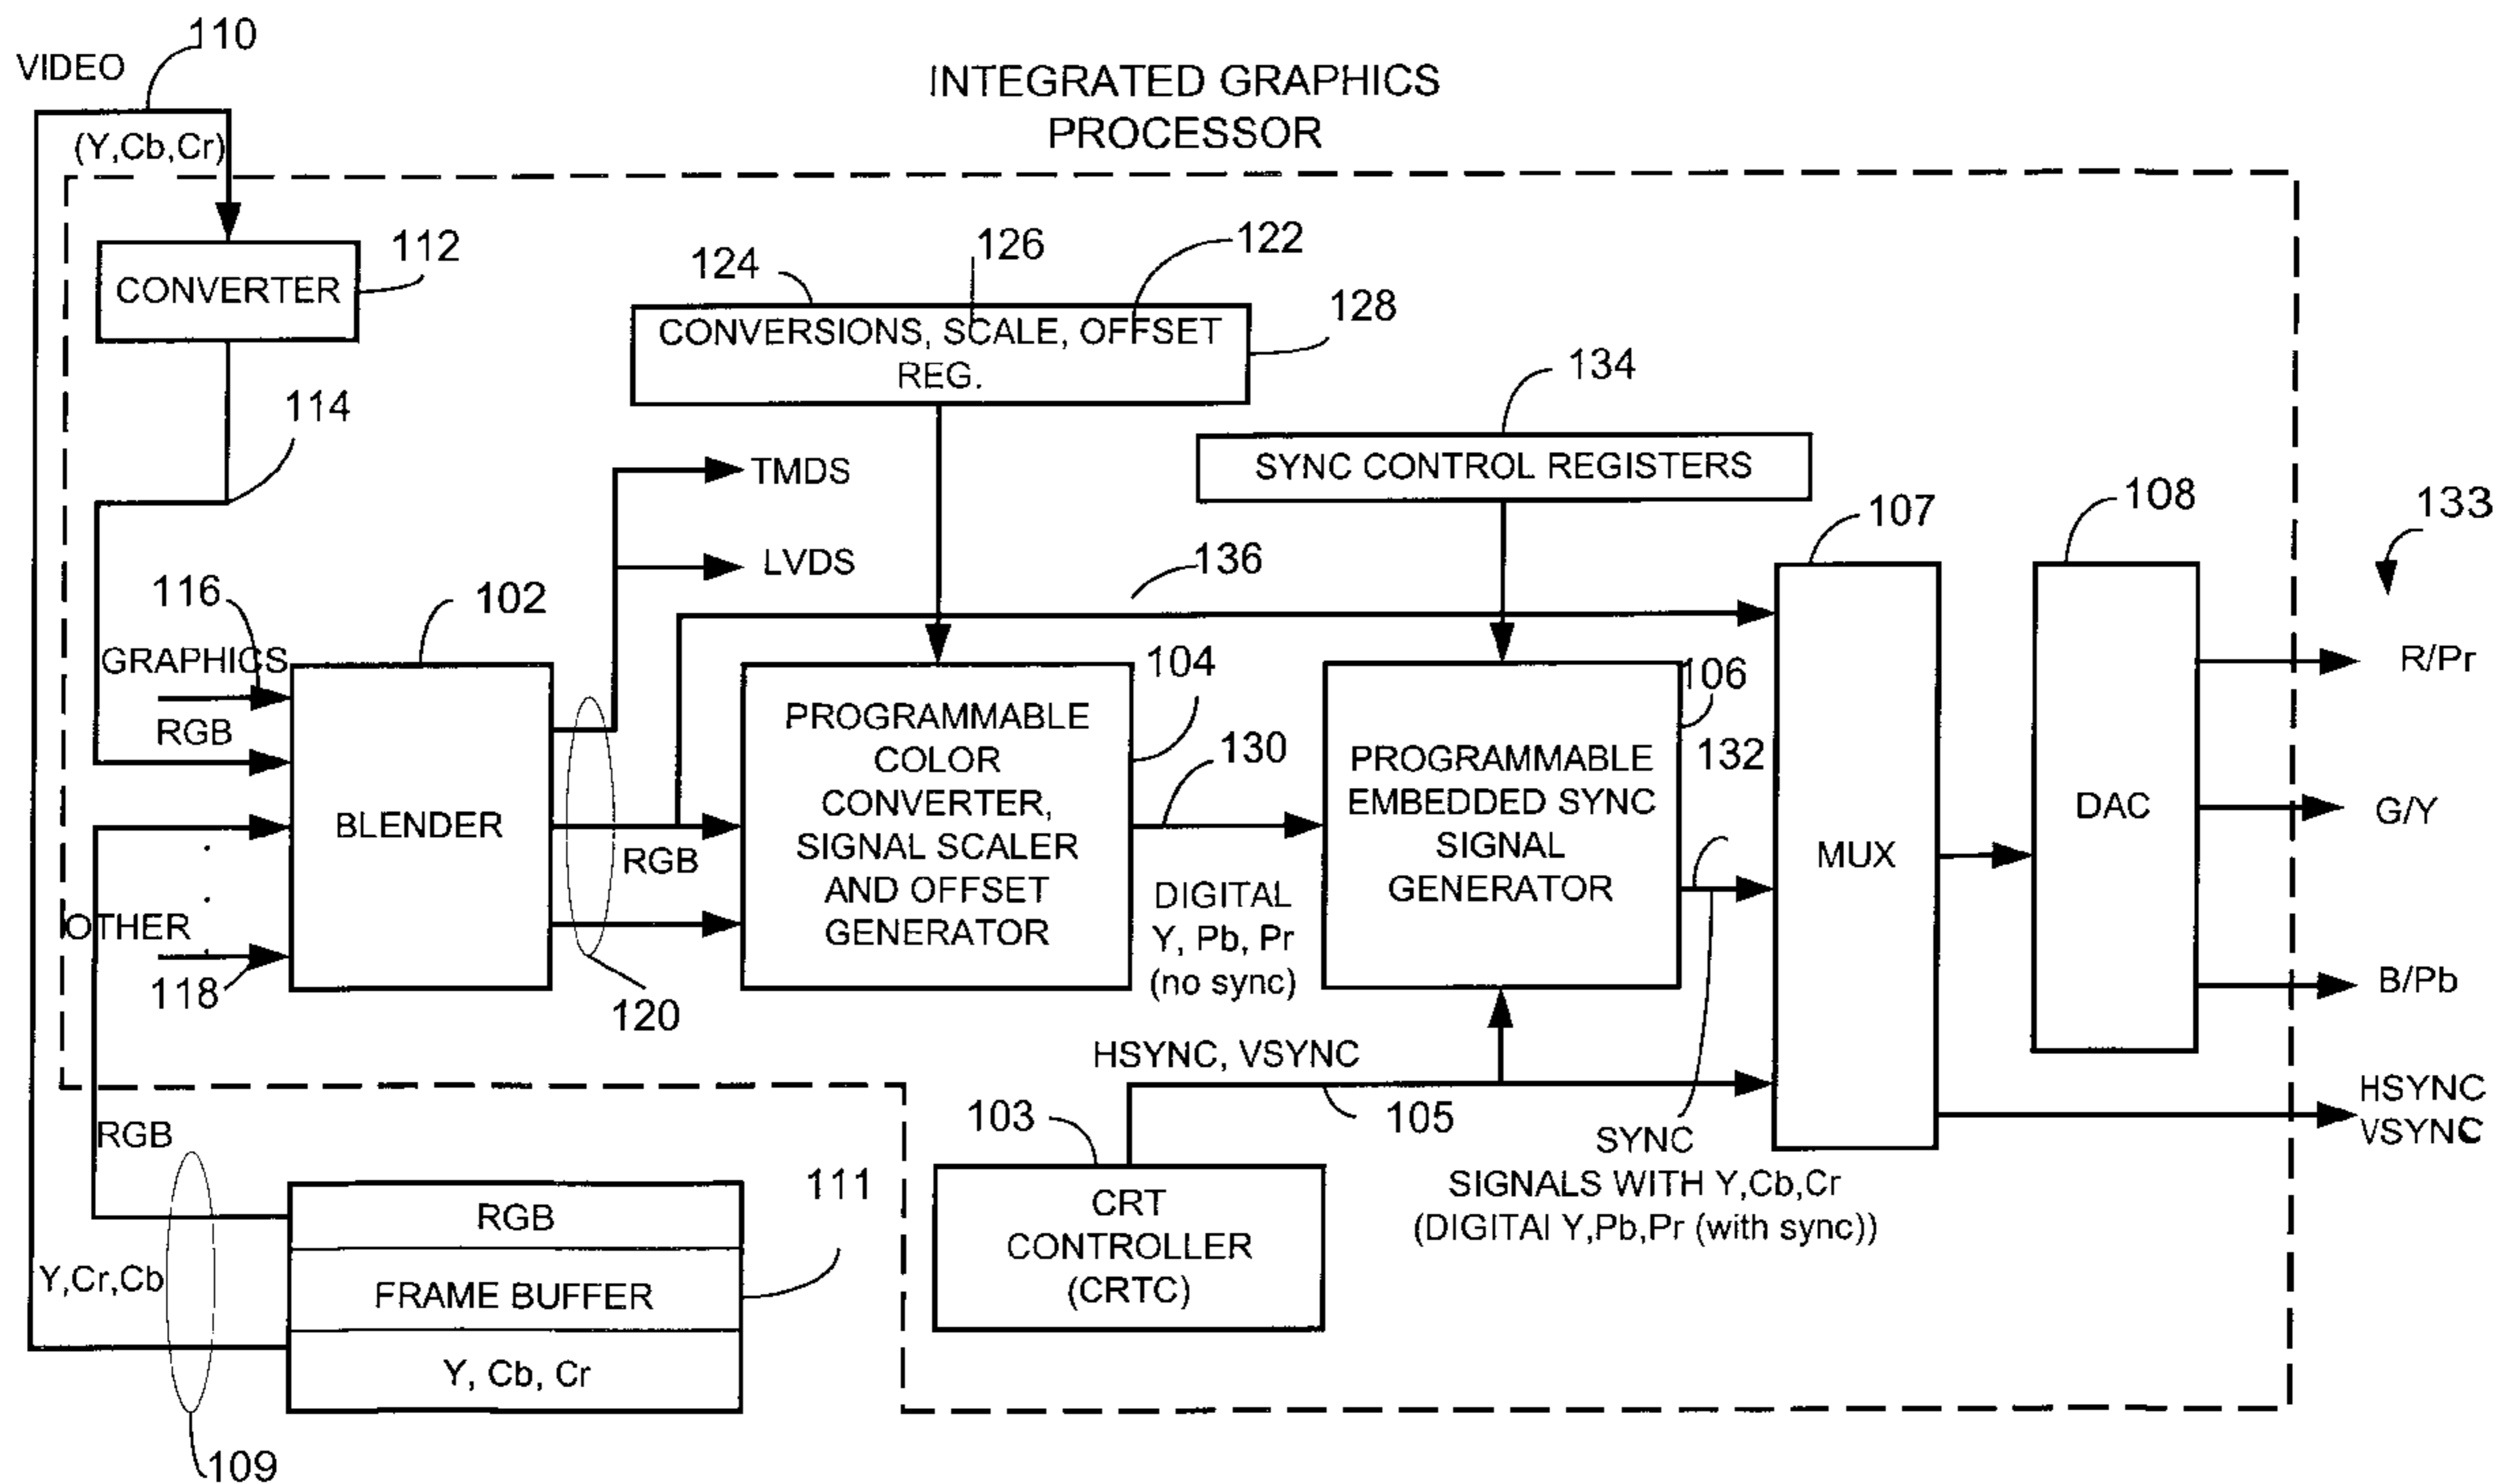 110
VIDEO
INTEGRATED GRAPHICS
PROCESSOR
(Y,Cb,Cr)
CONVERTER
112
124
126
122
128
CONVERSIONS, SCALE, OFFSET
REG.
114
134
SYNC CONTROL REGISTERS
TMDS
LVDS
136
107
108
133
116
102
GRAPHICS
RGB
BLENDER
OTHER
118
120
RGB
104
PROGRAMMABLE
COLOR
CONVERTER,
SIGNAL SCALER
AND OFFSET
GENERATOR
130
DIGITAL
Y, Pb, Pr
(no sync)
106
132
PROGRAMMABLE
EMBEDDED SYNC
SIGNAL
GENERATOR
MUX
DAC
R/Pr
G/Y
B/Pb
HSYNC
VSYNC
HSYNC, VSYNC
105
103
CRT
CONTROLLER
(CRTC)
SYNC
SIGNALS WITH Y,Cb,Cr
(DIGITAI Y,Pb,Pr (with sync))
RGB
111
RGB
FRAME BUFFER
Y, Cb, Cr
Y,Cr,Cb
109